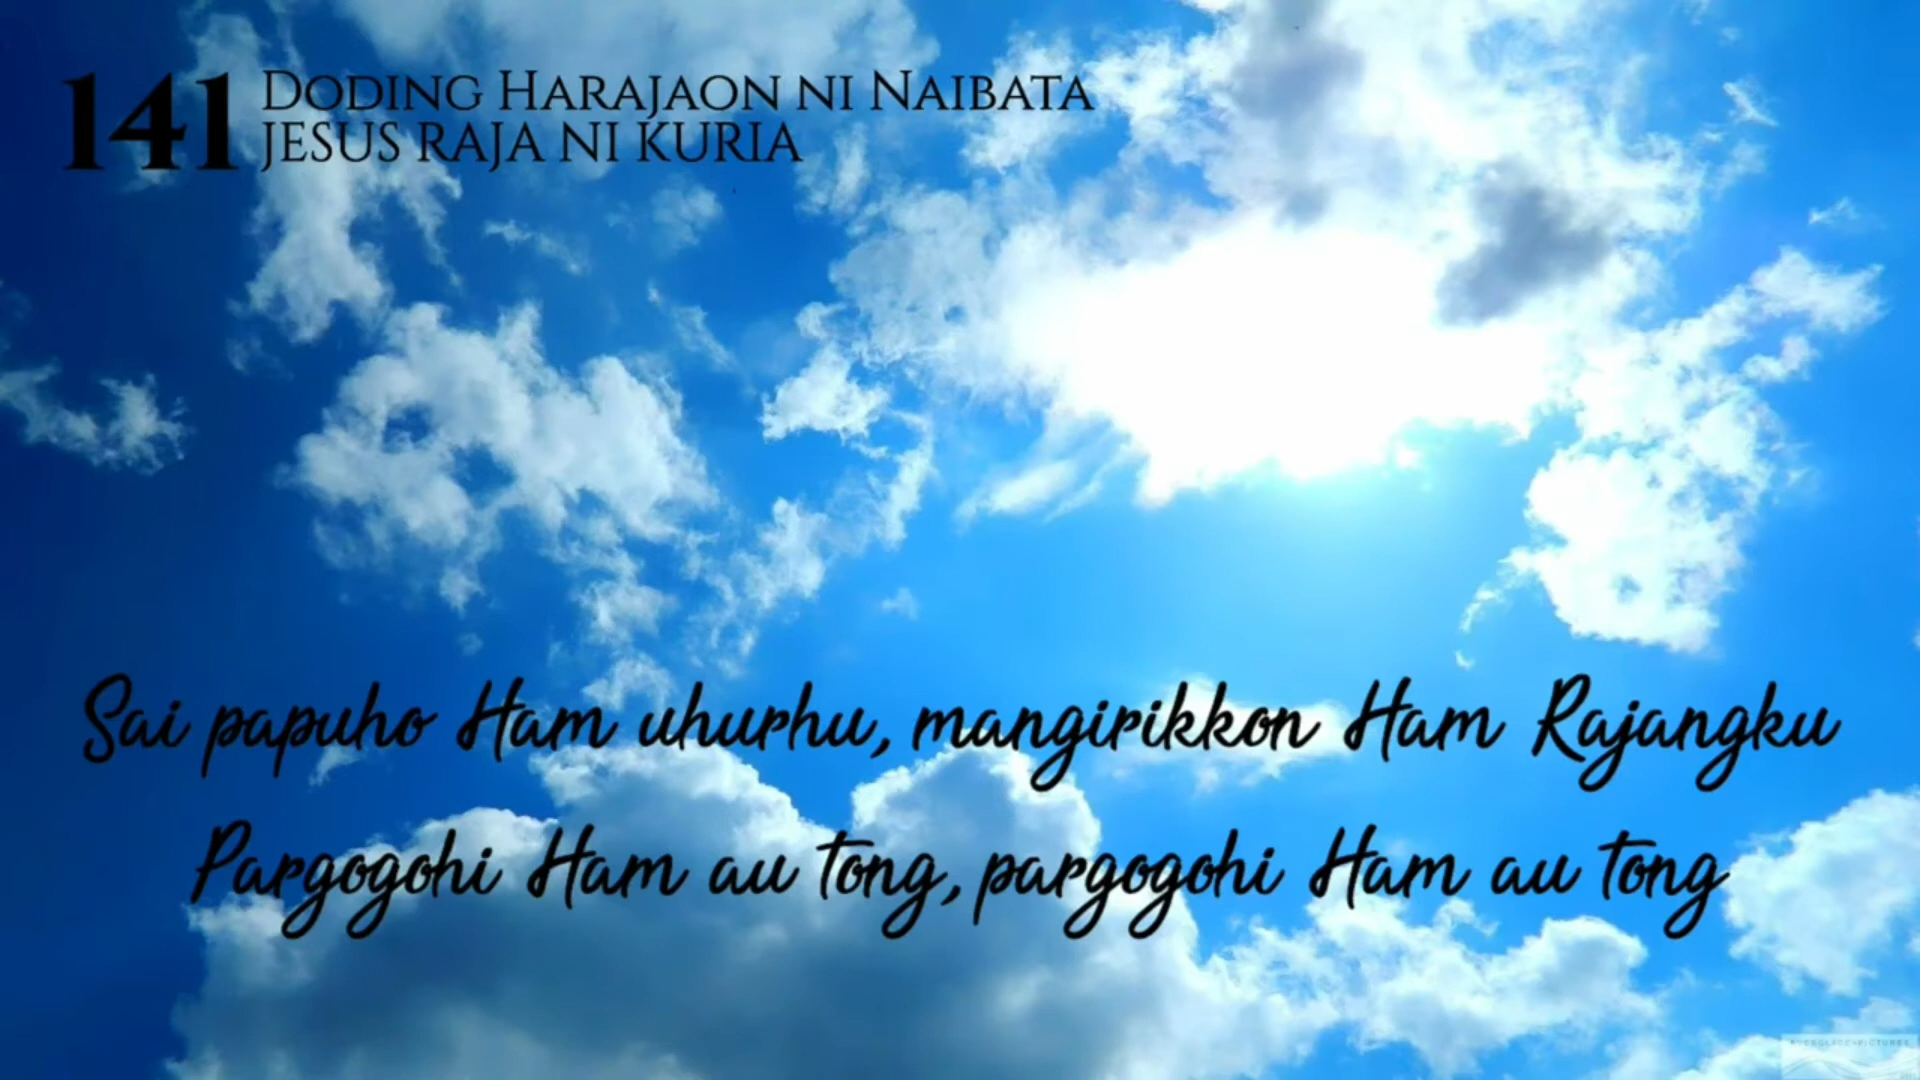 141 DODING HARAJAON NI NAIBATA
JESUS RAJA NI KURIA
Sai papuho Ham uhurhu, mangirikkon Ham Rajangku
Pargogohi Ham au tong, pargogohi Ham au tong